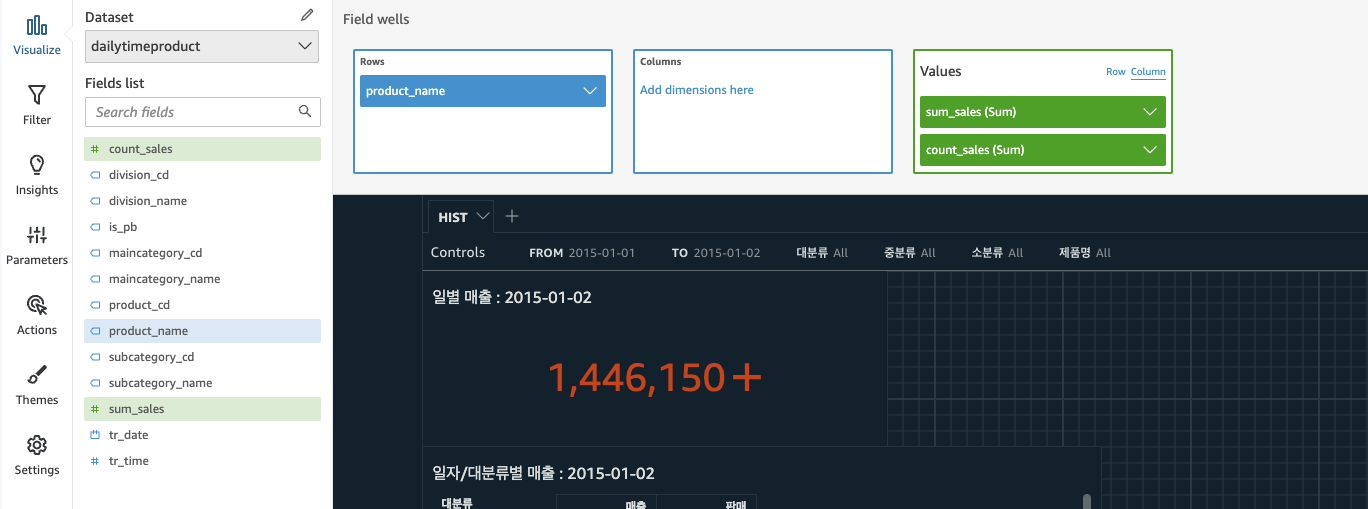 Visualize
Filter
Insights
Parameters
Actions
Themes
Settings
Dataset
dailytimeproduct
Fields list
Search fields
# count_sales
division_cd
division_name
is_pb
maincategory_cd
maincategory_name
product_cd
product_name
subcategory_cd
subcategory_name
# sum_sales
tr_date
# tr_time
Field wells
Rows
product_name
Columns
Add dimensions here
Values Row Column
sum_sales (Sum)
count_sales (Sum)
HIST +
Controls FROM 2015-01-01 TO 2015-01-02 대분류 All 중분류 All 소분류 All 제품명 All
일별 매출 : 2015-01-02
1,446,150+
일자/대분류별 매출 : 2015-01-02
대분류 매출 판매